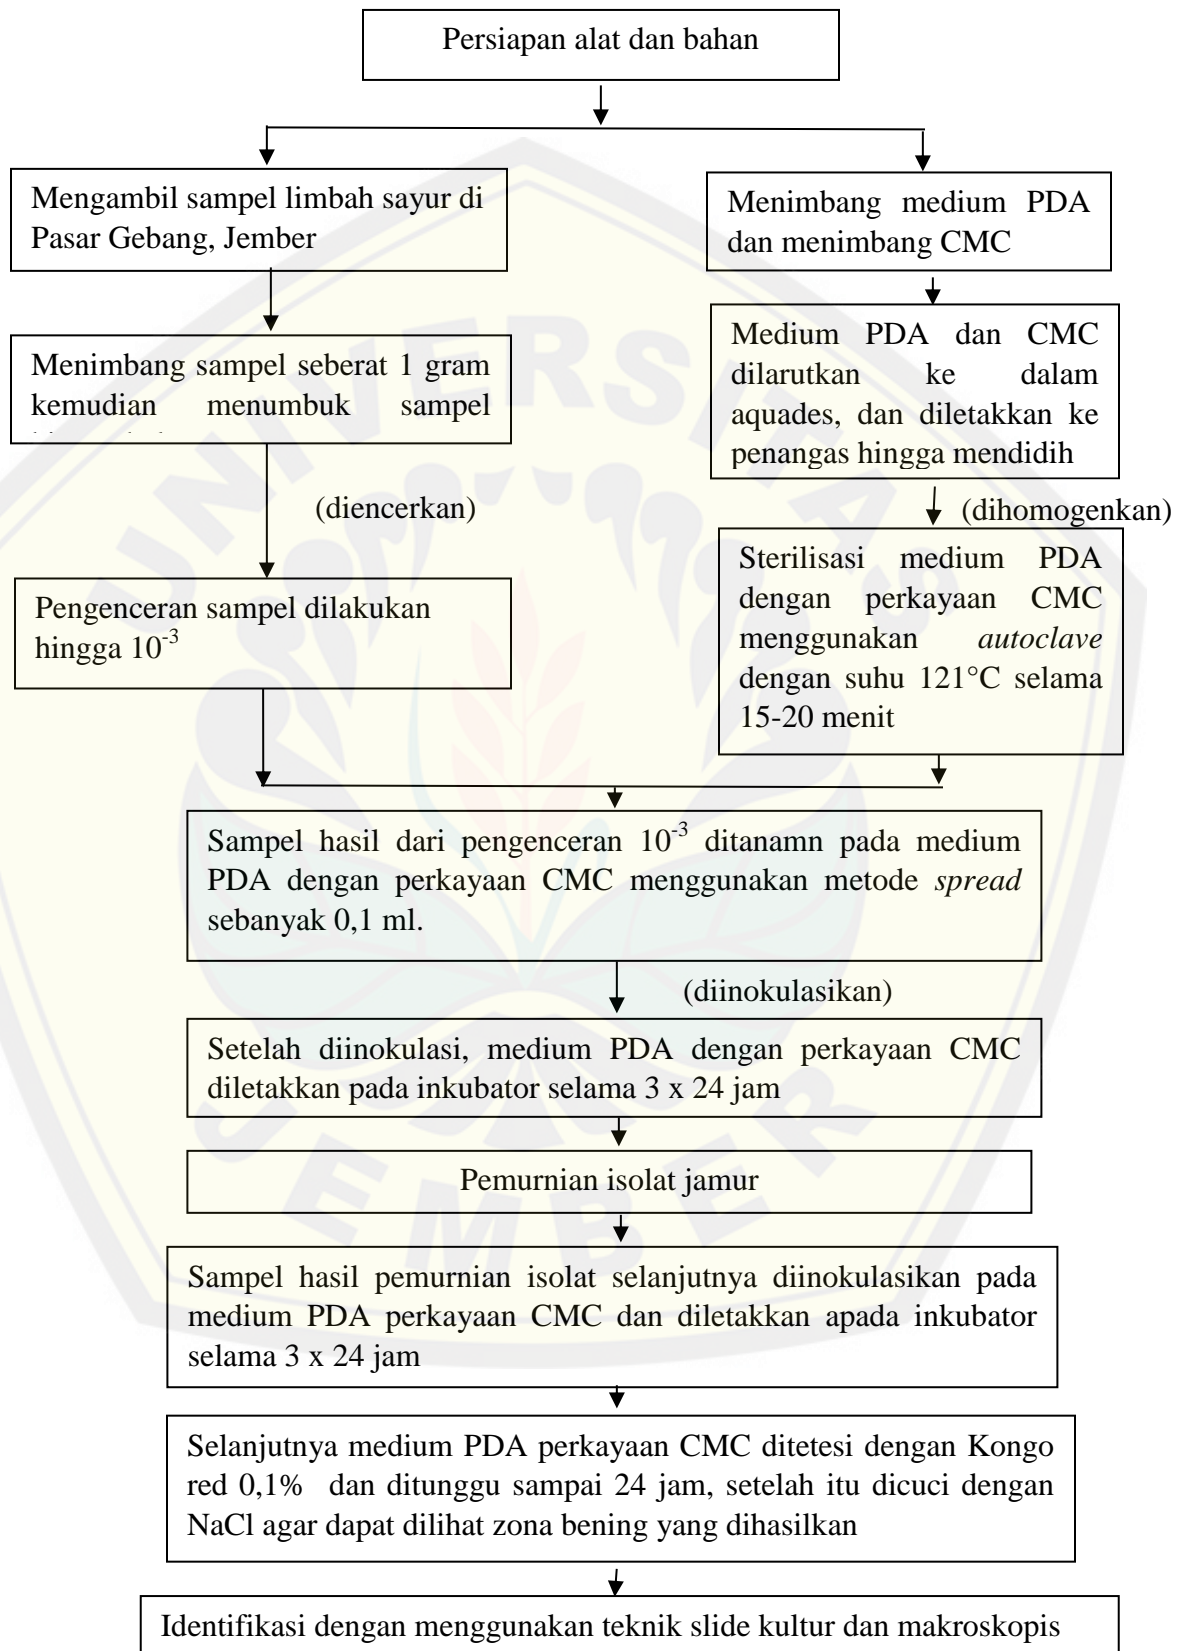 Persiapan alat dan bahan
Mengambil sampel limbah sayur di
Pasar Gebang, Jember
Menimbang medium PDA
dan menimbang CMC
Menimbang sampel seberat 1 gram
kemudian menumbuk sampel
Medium PDA dan CMC
dilarutkan ke dalam
aquades, dan diletakkan ke
penangas hingga mendidih
(diencerkan)
(dihomogenkan)
Pengenceran sampel dilakukan
hingga 10⁻³
Sterilisasi medium PDA
dengan perkayaan CMC
menggunakan autoclave
dengan suhu 121°C selama
15-20 menit
Sampel hasil dari pengenceran 10⁻³ ditanamn pada medium
PDA dengan perkayaan CMC menggunakan metode spread
sebanyak 0,1 ml.
(diinokulasikan)
Setelah diinokulasi, medium PDA dengan perkayaan CMC
diletakkan pada inkubator selama 3 x 24 jam
Pemurnian isolat jamur
Sampel hasil pemurnian isolat selanjutnya diinokulasikan pada
medium PDA perkayaan CMC dan diletakkan apada inkubator
selama 3 x 24 jam
Selanjutnya medium PDA perkayaan CMC ditetesi dengan Kongo
red 0,1% dan ditunggu sampai 24 jam, setelah itu dicuci dengan
NaCl agar dapat dilihat zona bening yang dihasilkan
Identifikasi dengan menggunakan teknik slide kultur dan makroskopis
UNIVERSITAS
JEMBER